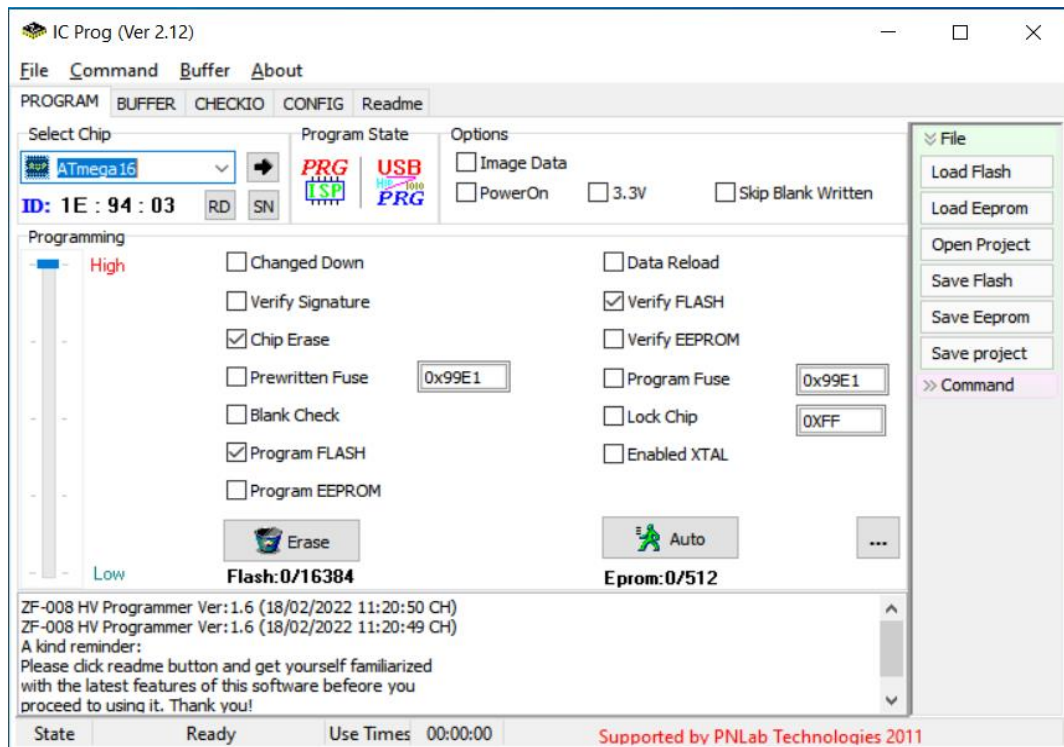 IC Prog (Ver 2.12)
File Command Buffer About
PROGRAM BUFFER CHECKIO CONFIG Readme
Select Chip
ATmega16
ID: 1E : 94 : 03 RD SN
Program State
PRG
ISP
USB
PRG
Options
Image Data
PowerOn 3.3V Skip Blank Written
Programming
High
Low
Changed Down
Verify Signature
Chip Erase
Prewritten Fuse 0x99E1
Blank Check
Program FLASH
Program EEPROM
Erase
Flash:0/16384
Data Reload
Verify FLASH
Verify EEPROM
Program Fuse 0x99E1
Lock Chip 0XFF
Enabled XTAL
Auto ...
Eprom:0/512
File
Load Flash
Load Eeprom
Open Project
Save Flash
Save Eeprom
Save project
Command
ZF-008 HV Programmer Ver:1.6 (18/02/2022 11:20:50 CH)
ZF-008 HV Programmer Ver:1.6 (18/02/2022 11:20:49 CH)
A kind reminder:
Please click readme button and get yourself familiarized
with the latest features of this software befeore you
proceed to using it. Thank you!
State Ready Use Times 00:00:00 Supported by PNLab Technologies 2011